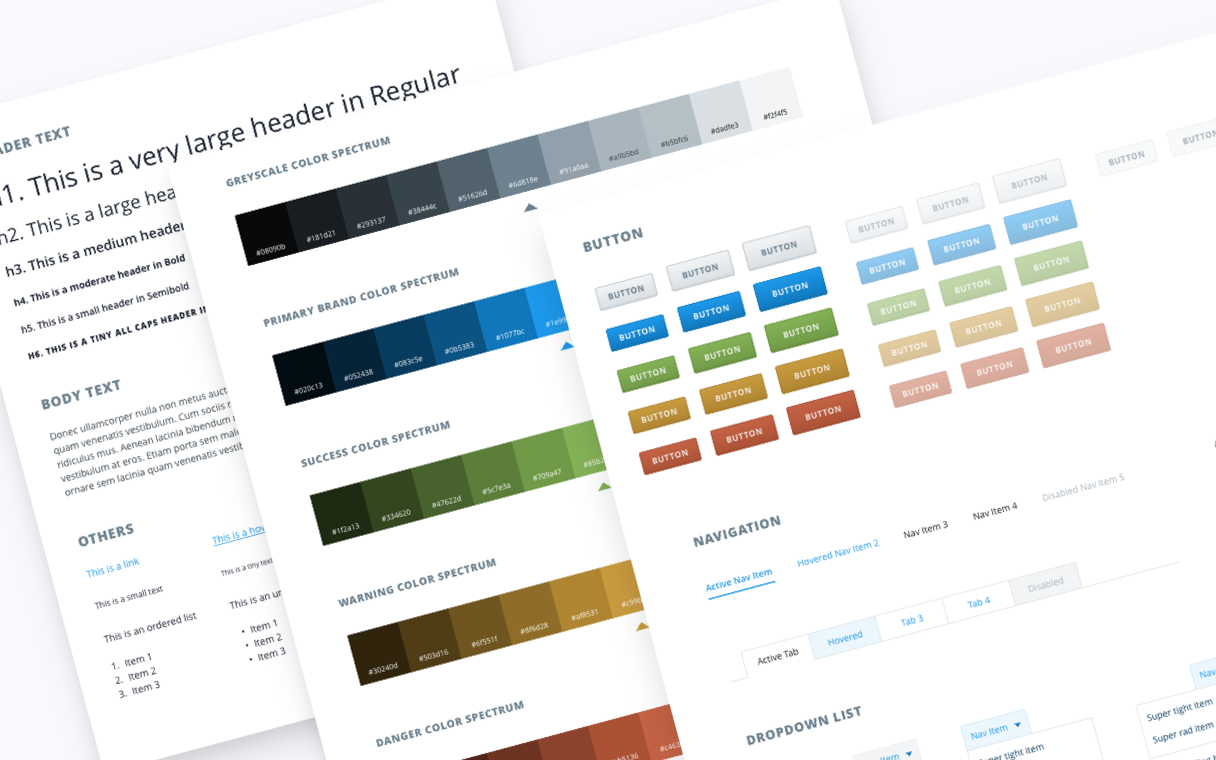 ADER TEXT
1. This is a very large header in Regular
h2. This is a large hea
h3. This is a medium header
h4. This is a moderate header in Bold
h5. This is a small header in Semibold
H6. THIS IS A TINY ALL CAPS HEADER I
BODY TEXT
Donec ullamcorper nulla non metus auct
quam venenatis vestibulum. Cum sociis
ridiculus mus. Aenean lacinia bibendum
vestibulum at eros. Etiam porta sem male
ornare sem lacinia quam venenatis vestib
OTHERS
This is a link
This is a hov
This is a small text
This is a tiny text
This is an ordered list
This is an ur
1. Item 1
2. Item 2
3. Item 3
• Item 1
• Item 2
• Item 3
GREYSCALE COLOR SPECTRUM
#08090b
#181d21
#293137
#38444c
#51626d
#6d818e
#91a0aa
#a9b5bd
#b5bfc6
#dadfe3
#f2f4f5
PRIMARY BRAND COLOR SPECTRUM
#020c13
#052438
#083c5e
#0b5383
#1077bc
#1e99
SUCCESS COLOR SPECTRUM
#1f2a13
#334620
#47622d
#5c7e3a
#709a47
#85b
WARNING COLOR SPECTRUM
#30240d
#503d16
#6f551f
#8f6d28
#af8531
#c99
DANGER COLOR SPECTRUM
b5136
#c463
BUTTON
BUTTON BUTTON BUTTON
BUTTON BUTTON BUTTON
BUTTON BUTTON BUTTON
BUTTON BUTTON BUTTON
BUTTON BUTTON BUTTON
BUTTON BUTTON BUTTON
BUTTON BUTTON BUTTON
BUTTON BUTTON BUTTON
BUTTON BUTTON BUTTON
BUTTON BUTTON BUTTON
BUTTON BUTTO
NAVIGATION
Active Nav Item
Hovered Nav Item 2
Nav Item 3
Nav Item 4
Disabled Nav Item 5
Active Tab
Hovered
Tab 3
Tab 4
Disabled
DROPDOWN LIST
Item
Nav Item
per tight item
Nav
Super tight item
Super rad item